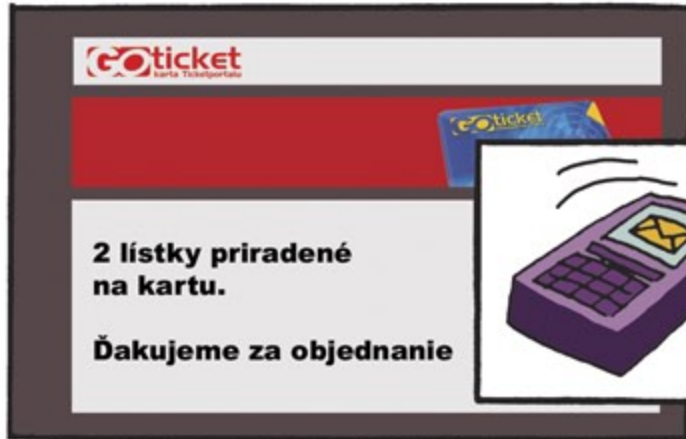 GOticket
karta Ticketportalu
GOticket
2 lístky priradené
na kartu.
Ďakujeme za objednanie